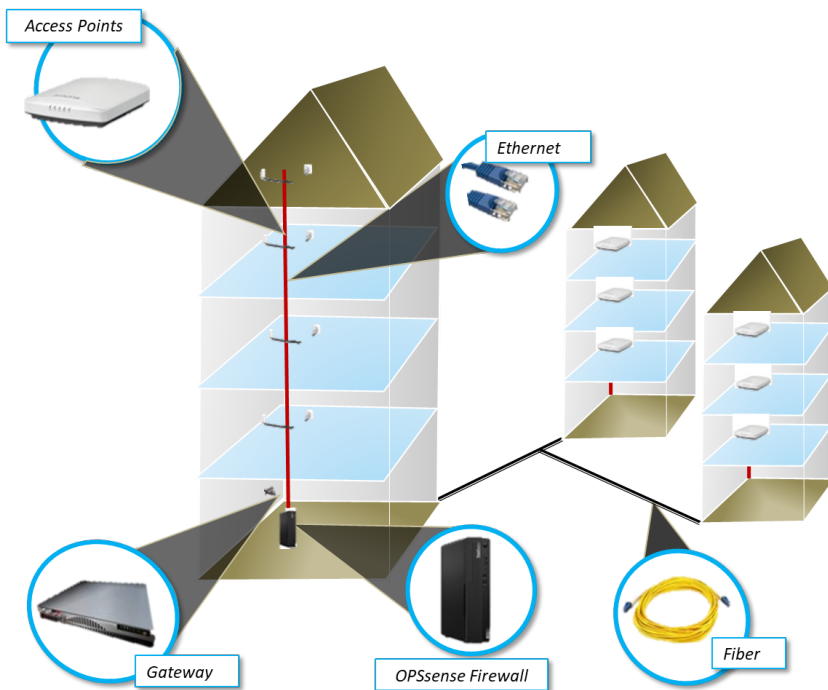 Access Points
Ethernet
Gateway
OPSsense Firewall
Fiber